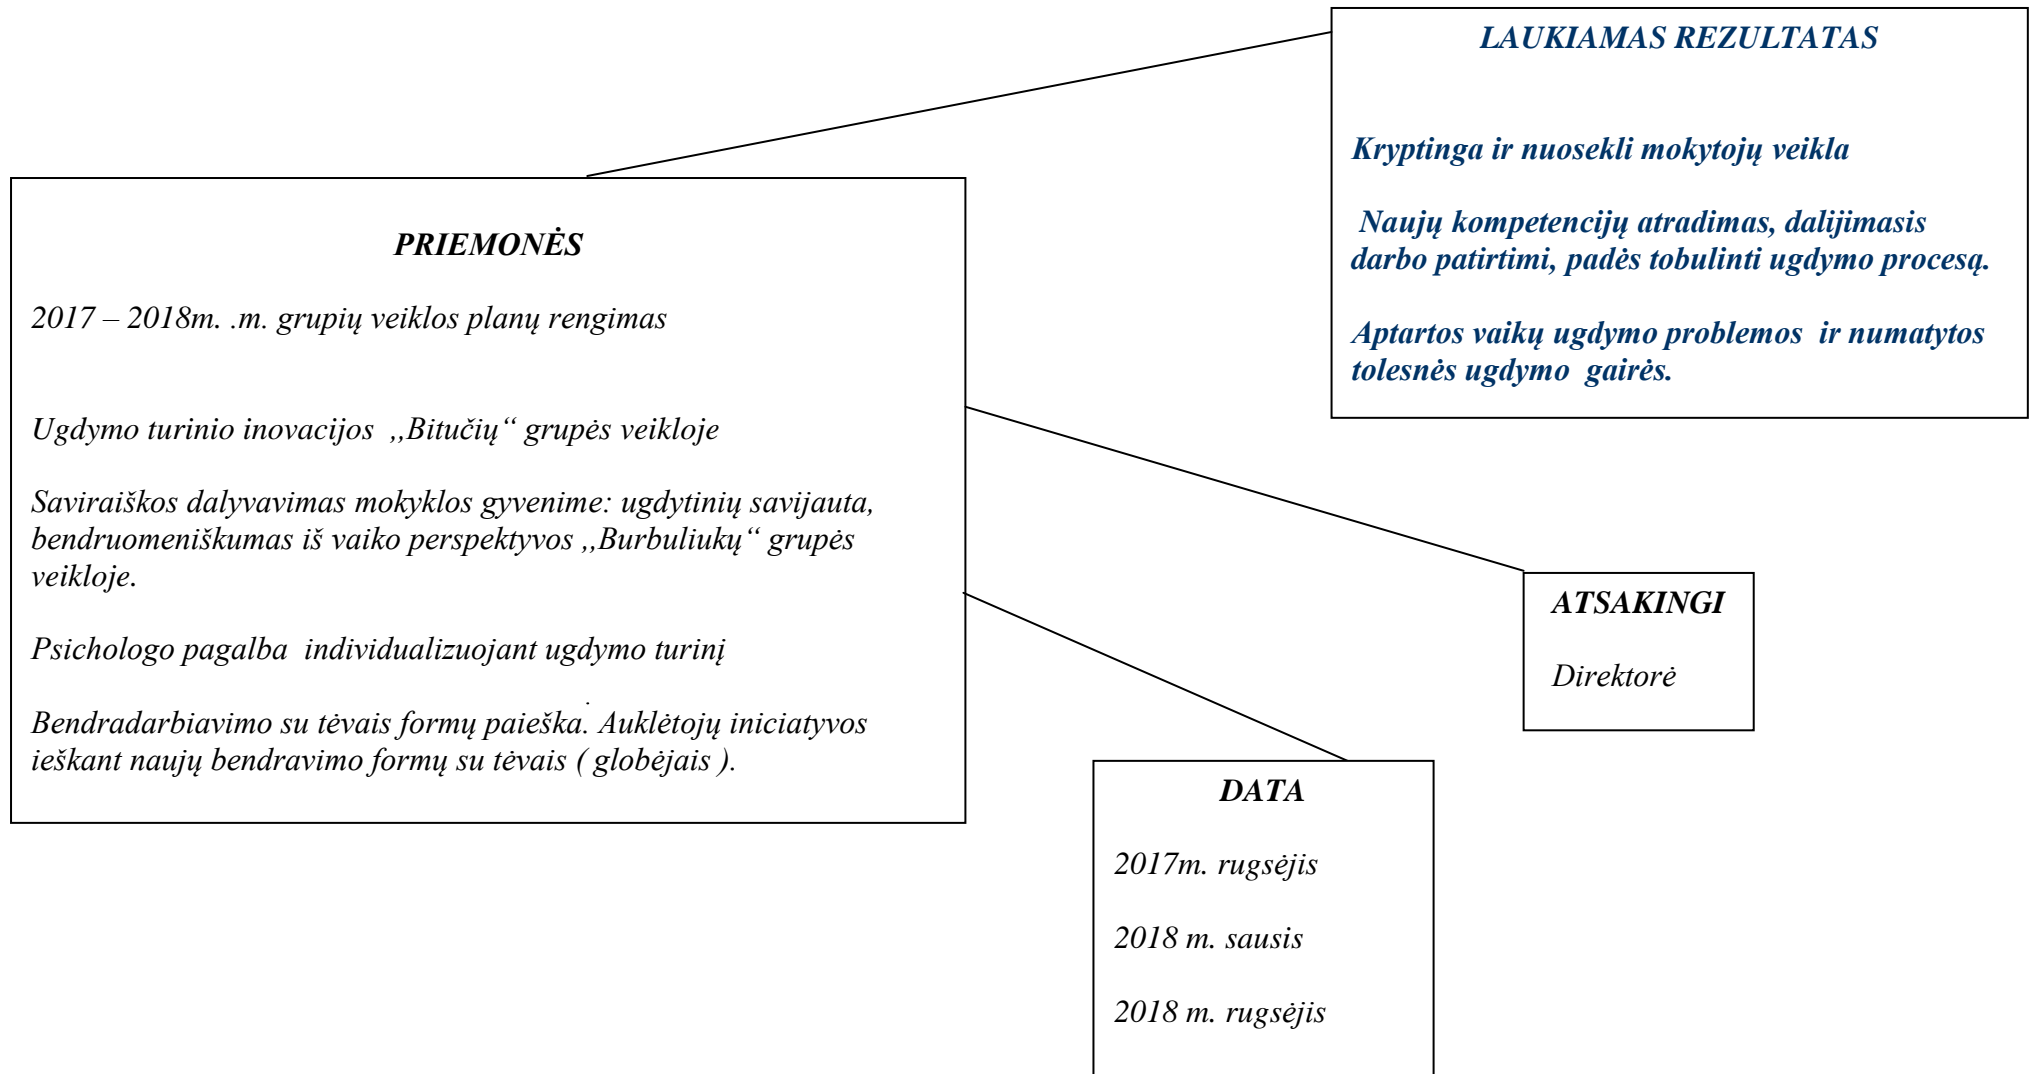 LAUKIAMAS REZULTATAS
Kryptinga ir nuosekli mokytojų veikla
Naujų kompetencijų atradimas, dalijimasis
darbo patirtimi, padės tobulinti ugdymo procesą.
Aptartos vaikų ugdymo problemos ir numatytos
tolesnės ugdymo gairės.
PRIEMONĖS
2017 – 2018m. .m. grupių veiklos planų rengimas
Ugdymo turinio inovacijos ,,Bitučių“ grupės veikloje
Saviraiškos dalyvavimas mokyklos gyvenime: ugdytinių savijauta,
bendruomeniškumas iš vaiko perspektyvos ,,Burbuliukų“ grupės
veikloje.
Psichologo pagalba individualizuojant ugdymo turinį
.
Bendradarbiavimo su tėvais formų paieška. Auklėtojų iniciatyvos
ieškant naujų bendravimo formų su tėvais ( globėjais ).
ATSAKINGI
Direktorė
DATA
2017m. rugsėjis
2018 m. sausis
2018 m. rugsėjis